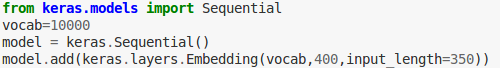 from keras.models import Sequential
vocab=10000
model = keras.Sequential()
model.add(keras.layers.Embedding(vocab,400,input_length=350))